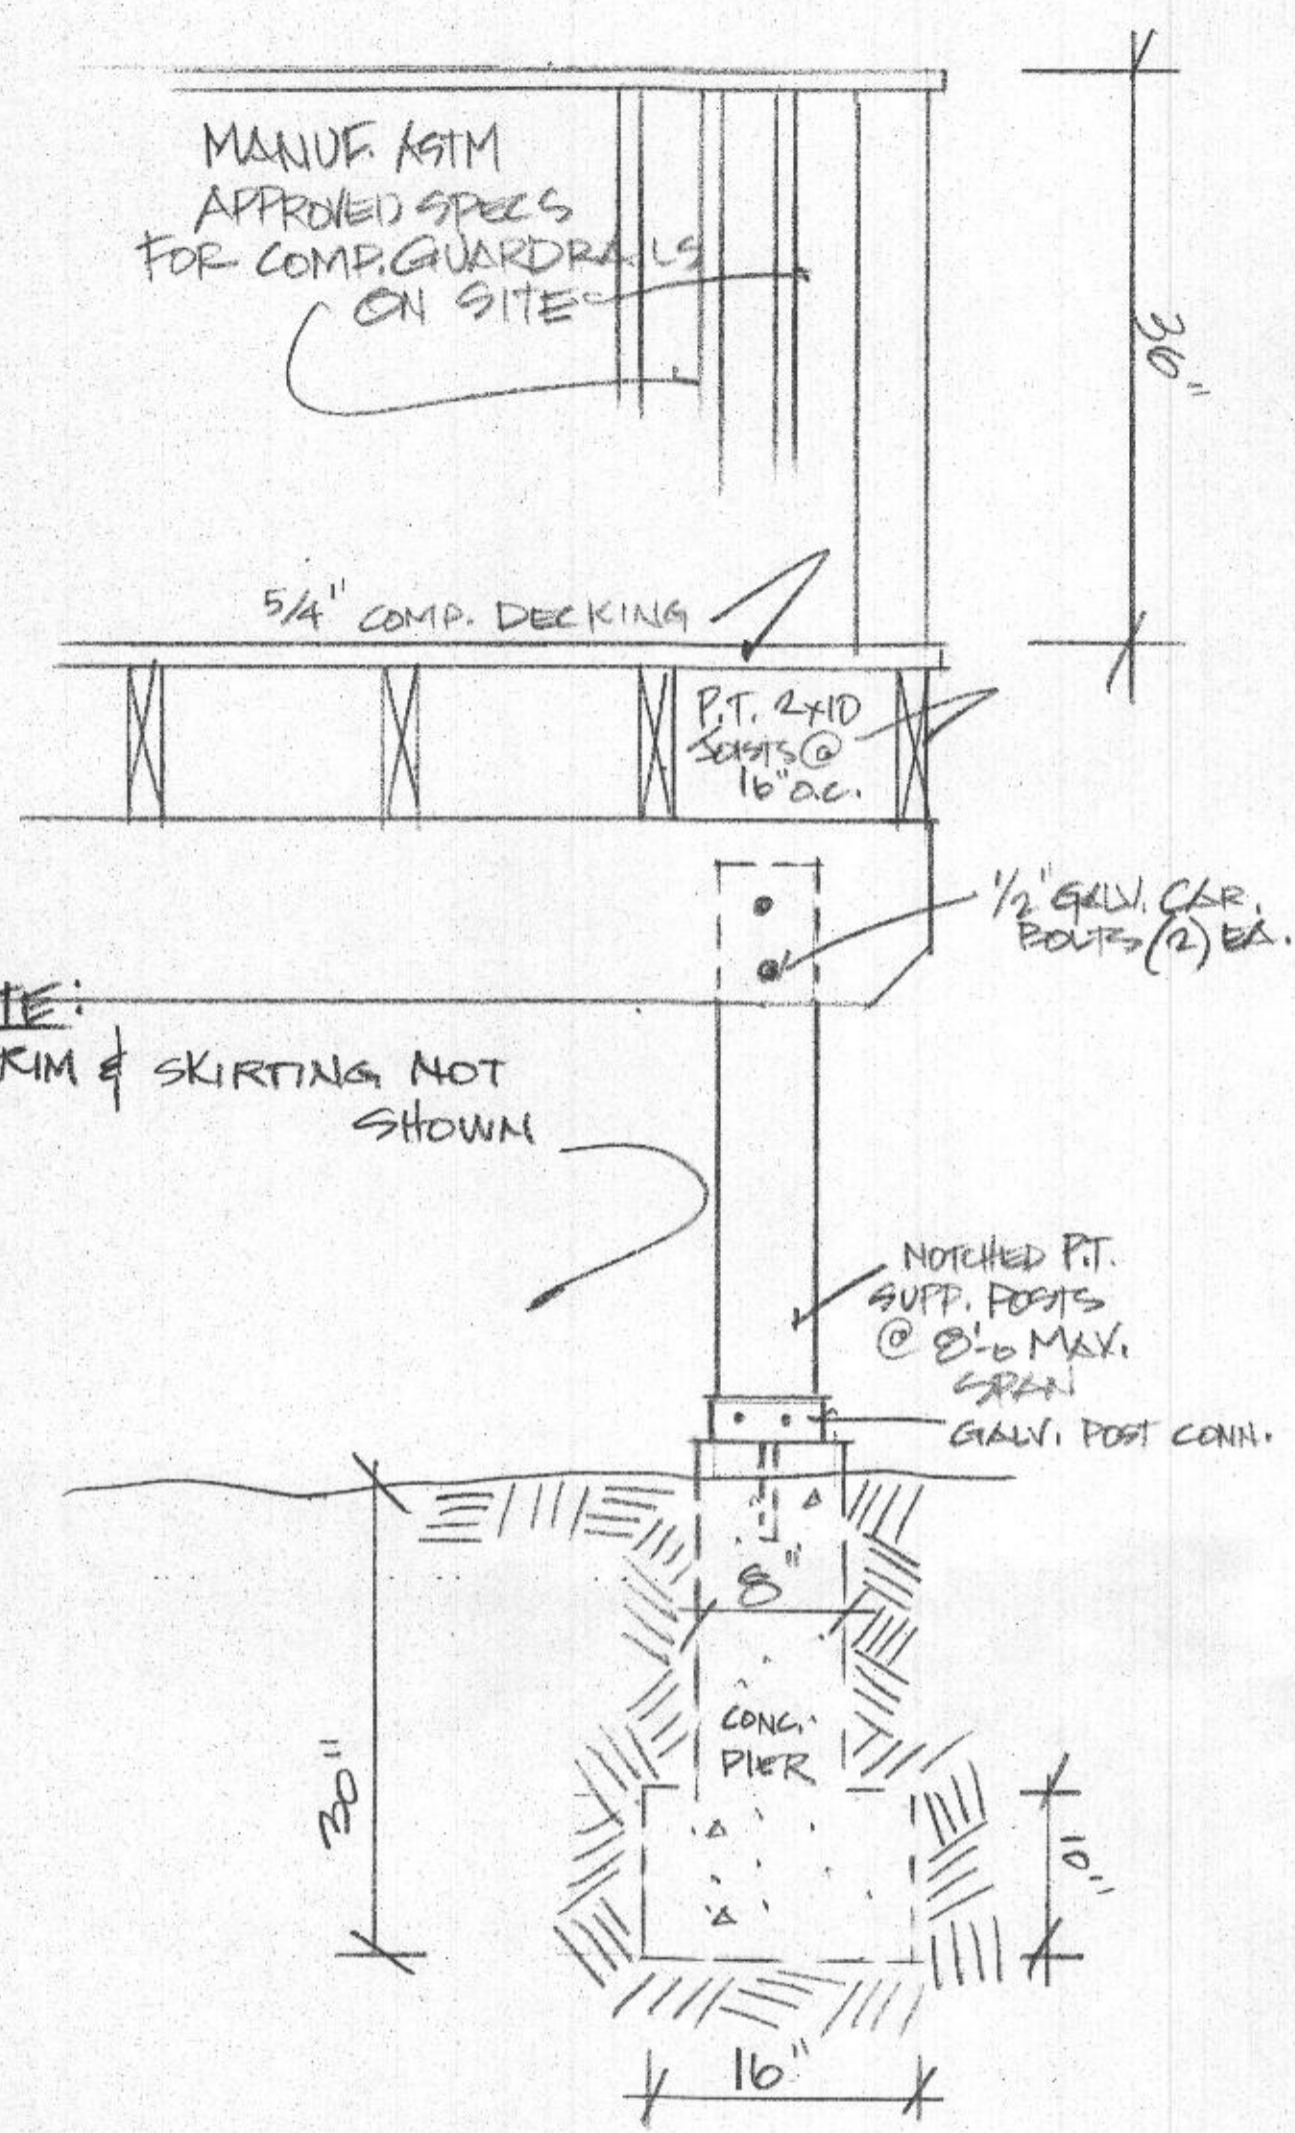 MANUF. ASTM
APPROVED SPECS
FOR COMP. GUARDRAILS
ON SITE
36"
5/4" COMP. DECKING
P.T. 2x10
JOISTS @
16" O.C.
1/2" GALV. CAR.
BOLTS (2) EA.
TE:
RIM & SKIRTING NOT
SHOWN
NOTCHED P.T.
SUPP. POSTS
@ 8'-0 MAX.
SPAN
GALV. POST CONN.
8"
CONC.
PIER
30"
10"
16"